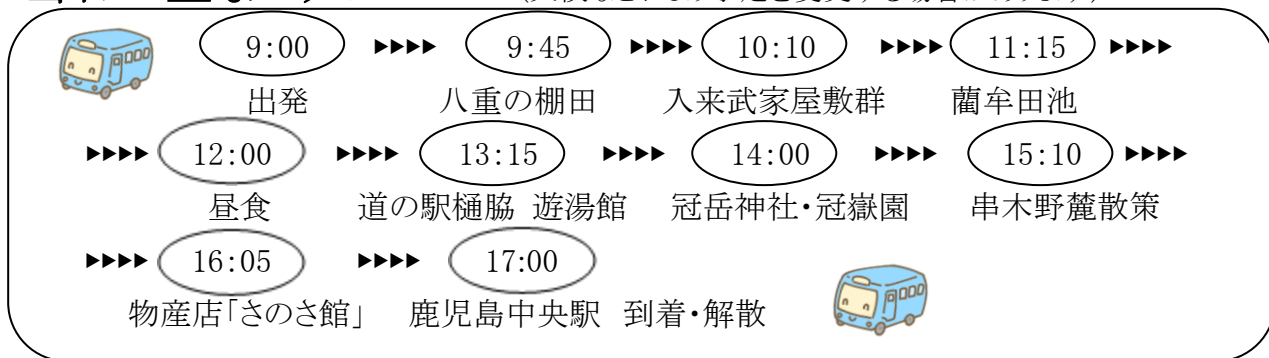 9:00 ▸▸▸▸ 9:45 ▸▸▸▸ 10:10 ▸▸▸▸ 11:15 ▸▸▸▸
出発 八重の棚田 入来武家屋敷群 藺牟田池
▸▸▸▸ 12:00 ▸▸▸▸ 13:15 ▸▸▸▸ 14:00 ▸▸▸▸ 15:10 ▸▸▸▸
昼食 道の駅樋脇 遊湯館 冠岳神社・冠嶽園 串木野麓散策
▸▸▸▸ 16:05 ▸▸▸▸ 17:00
物産店「さのさ館」 鹿児島中央駅 到着・解散